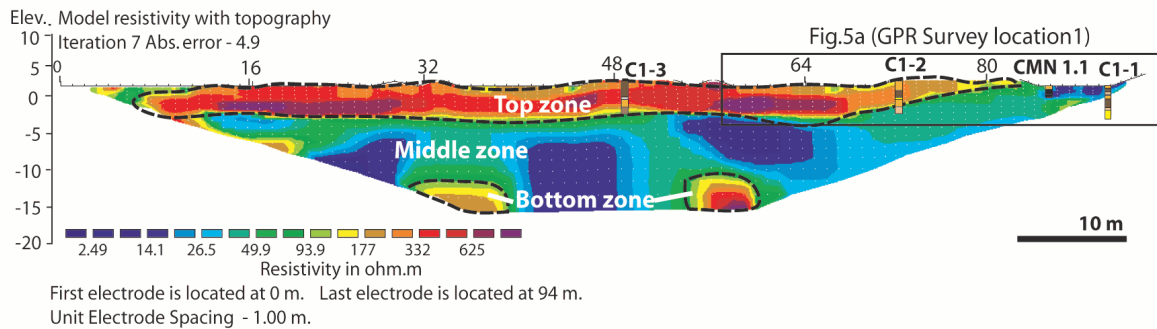 Elev. Model resistivity with topography
Iteration 7 Abs. error - 4.9
Fig.5a (GPR Survey location1)
10
5
0
-5
-10
-15
-20
0 16 32 48 64 80
C1-3 C1-2 CMN 1.1 C1-1
Top zone
Middle zone
Bottom zone
10 m
2.49 14.1 26.5 49.9 93.9 177 332 625
Resistivity in ohm.m
First electrode is located at 0 m. Last electrode is located at 94 m.
Unit Electrode Spacing - 1.00 m.